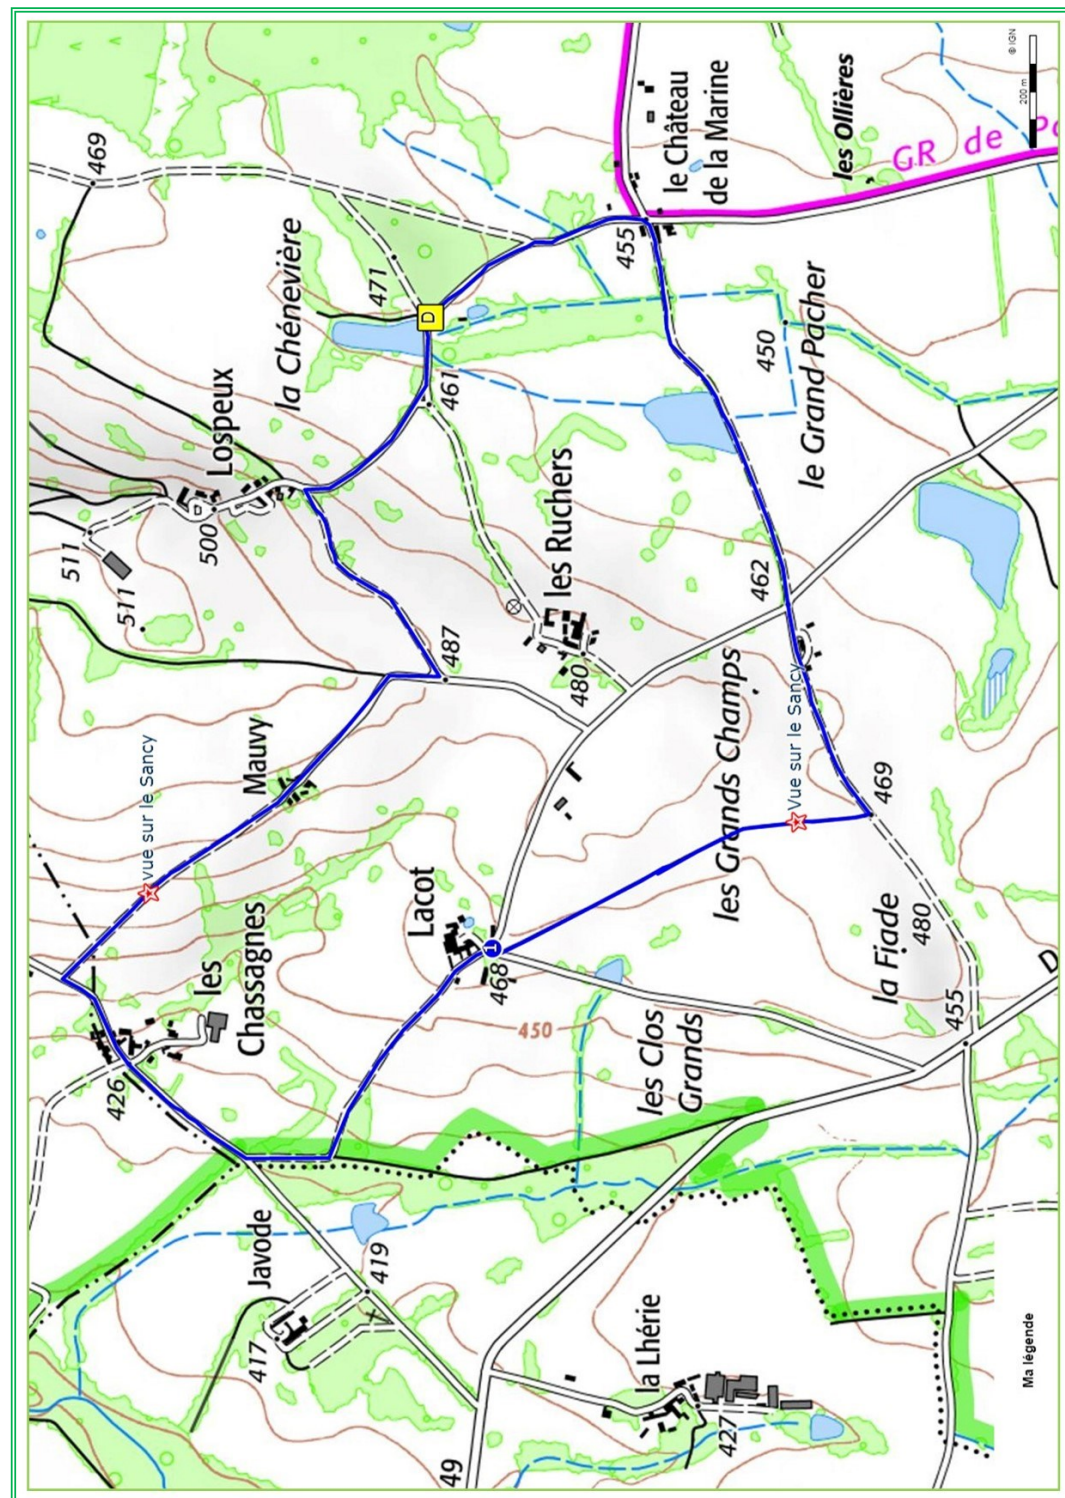 vue sur le Sancy
469
511
511
Lospeux
500
la Chénevière
471
Mauvy
les
Chassagnes
426
Javode
417
419
461
487
D
Lacot
1
468
450
les Ruchers
480
49
455
le Château
de la Marine
les Grands Champs
les Clos
Grands
la Lhérie
427
462
Vue sur le Sancy
450
le Grand Pacher
469
la Fiade
480
455
les Ollières
GR de
D
Ma légende
200 m
© IGN